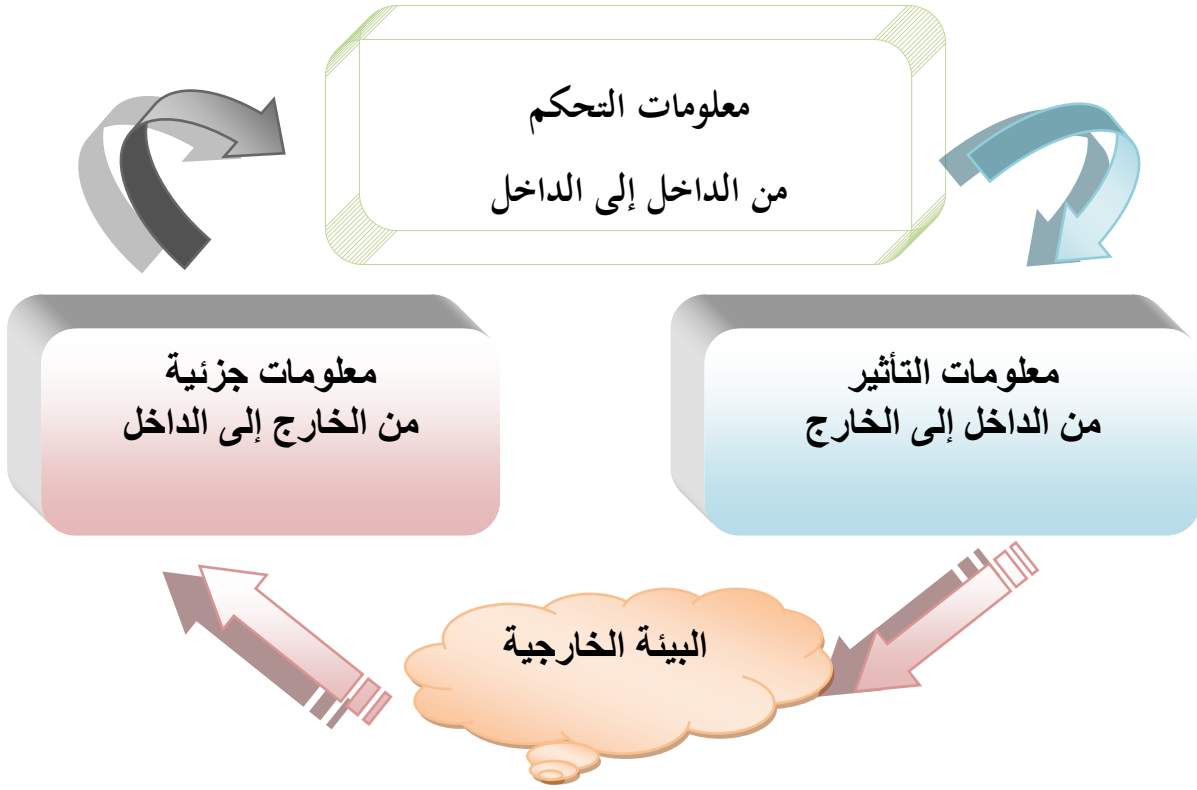 معلومات التحكم
من الداخل إلى الداخل
معلومات التأثير
من الداخل إلى الخارج
معلومات جزئية
من الخارج إلى الداخل
البيئة الخارجية